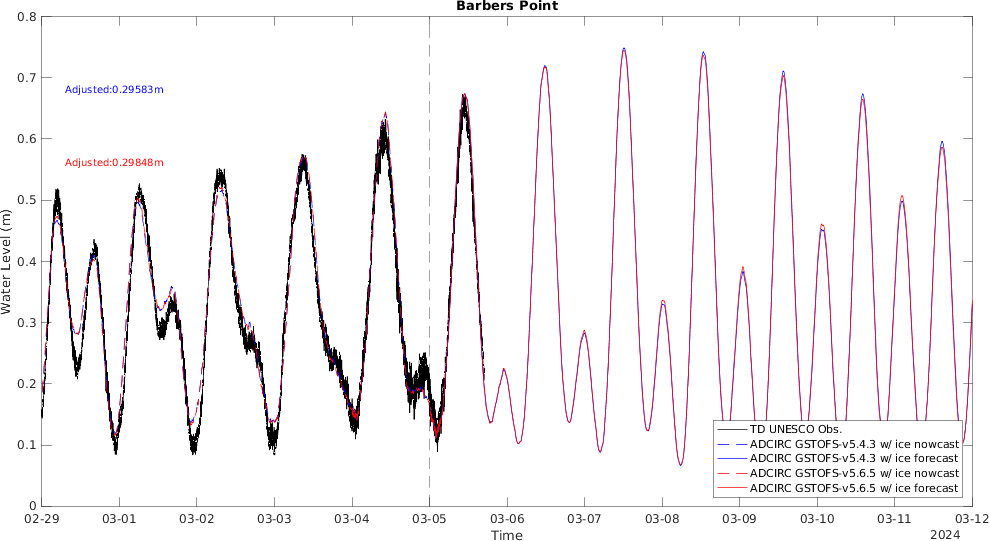 Barbers Point
0.8
0.7
0.6
0.5
0.4
0.3
0.2
0.1
0
Water Level (m)
Adjusted:0.29583m
Adjusted:0.29848m
TD UNESCO Obs.
ADCIRC GSTOFS-v5.4.3 w/ ice nowcast
ADCIRC GSTOFS-v5.4.3 w/ ice forecast
ADCIRC GSTOFS-v5.6.5 w/ ice nowcast
ADCIRC GSTOFS-v5.6.5 w/ ice forecast
02-29 03-01 03-02 03-03 03-04 03-05 03-06 03-07 03-08 03-09 03-10 03-11 03-12
Time
2024